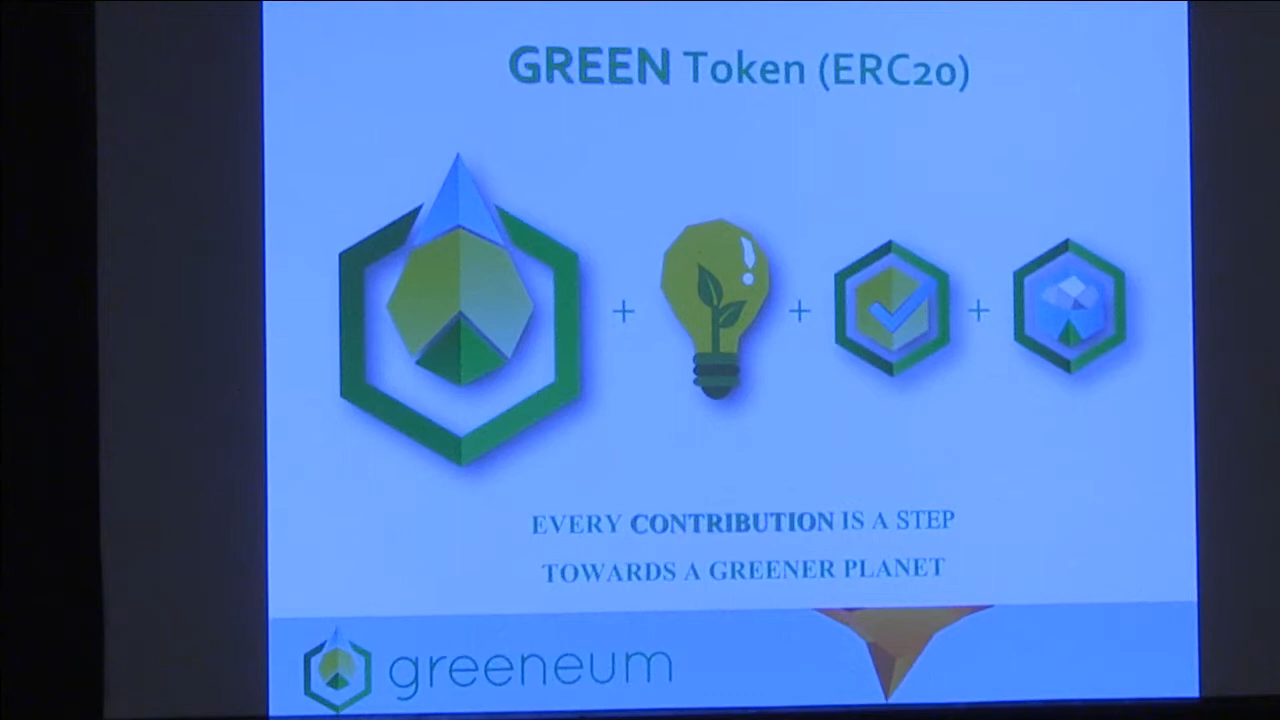 GREEN Token (ERC20)
+ + +
EVERY CONTRIBUTION IS A STEP
TOWARDS A GREENER PLANET
greeneum